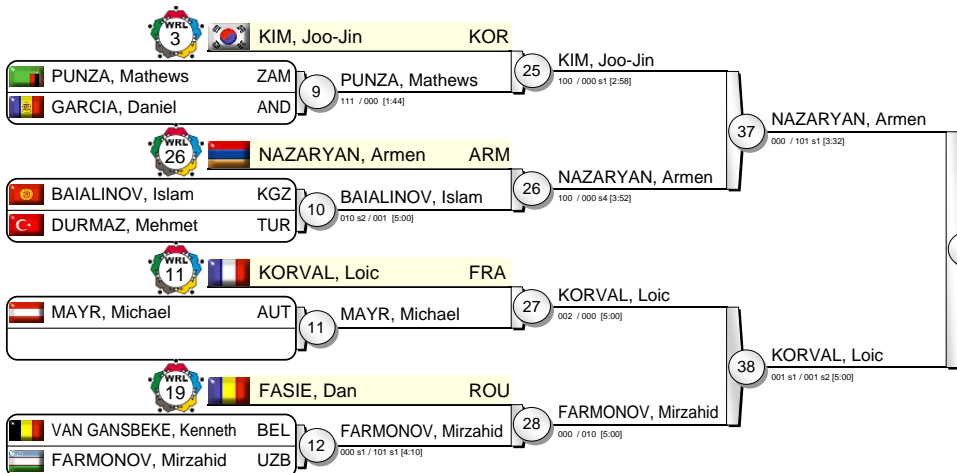 WRL
3
KIM, Joo-Jin KOR
PUNZA, Mathews ZAM
GARCIA, Daniel AND
9
PUNZA, Mathews
111 / 000 [1:44]
25
KIM, Joo-Jin
100 / 000 s1 [2:58]
WRL
26
NAZARYAN, Armen ARM
BAIALINOV, Islam KGZ
DURMAZ, Mehmet TUR
10
BAIALINOV, Islam
010 s2 / 001 [5:00]
26
NAZARYAN, Armen
100 / 000 s4 [3:52]
37
NAZARYAN, Armen
000 / 101 s1 [3:32]
WRL
11
KORVAL, Loic FRA
MAYR, Michael AUT
11
MAYR, Michael
27
KORVAL, Loic
002 / 000 [5:00]
WRL
19
FASIE, Dan ROU
VAN GANSBEKE, Kenneth BEL
FARMONOV, Mirzahid UZB
12
FARMONOV, Mirzahid
000 s1 / 101 s1 [4:10]
28
FARMONOV, Mirzahid
000 / 010 [5:00]
38
KORVAL, Loic
001 s1 / 001 s2 [5:00]